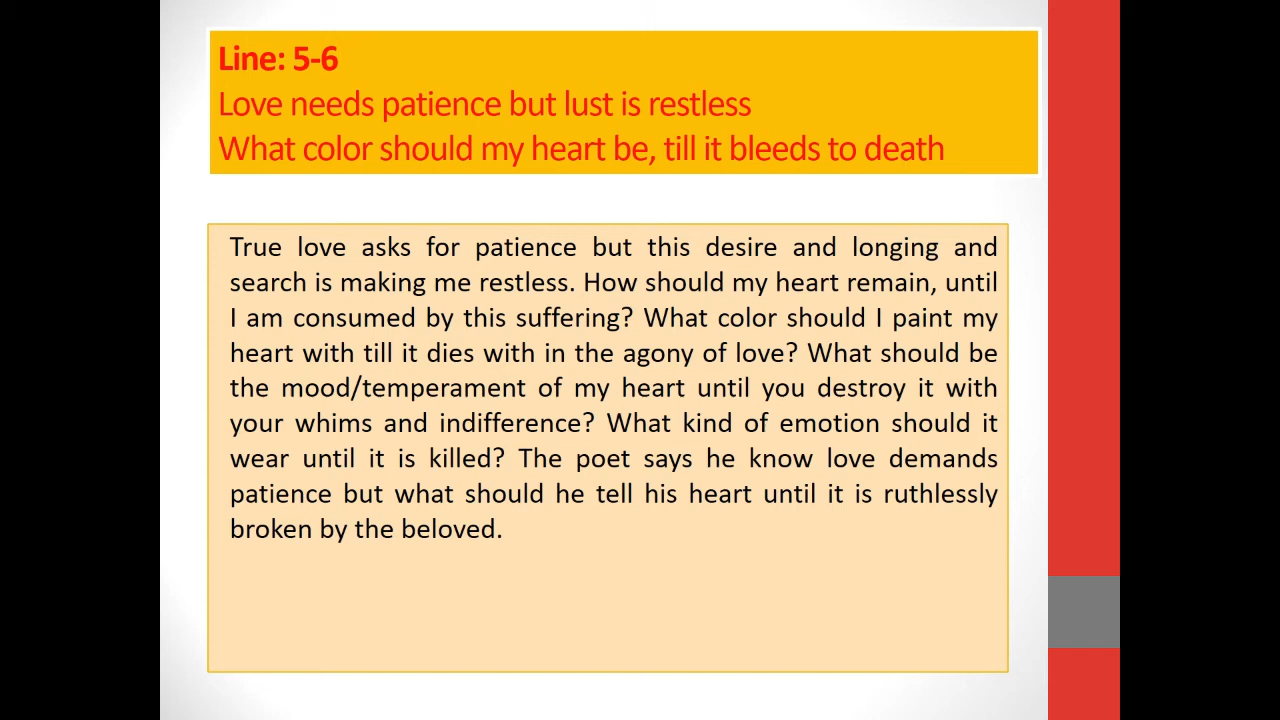 Line: 5-6
Love needs patience but lust is restless
What color should my heart be, till it bleeds to death
True love asks for patience but this desire and longing and
search is making me restless. How should my heart remain, until
I am consumed by this suffering? What color should I paint my
heart with till it dies with in the agony of love? What should be
the mood/temperament of my heart until you destroy it with
your whims and indifference? What kind of emotion should it
wear until it is killed? The poet says he know love demands
patience but what should he tell his heart until it is ruthlessly
broken by the beloved.